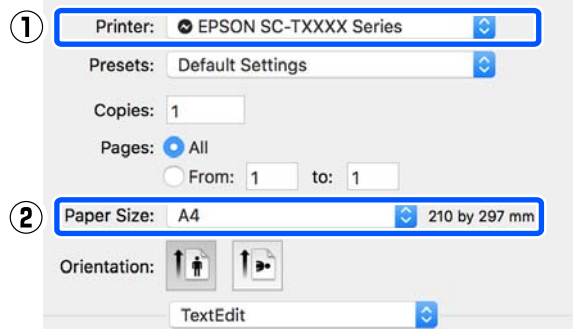 ① Printer: EPSON SC-TXXXX Series
Presets: Default Settings
Copies: 1
Pages: All
From: 1 to: 1
② Paper Size: A4 210 by 297 mm
Orientation:
TextEdit